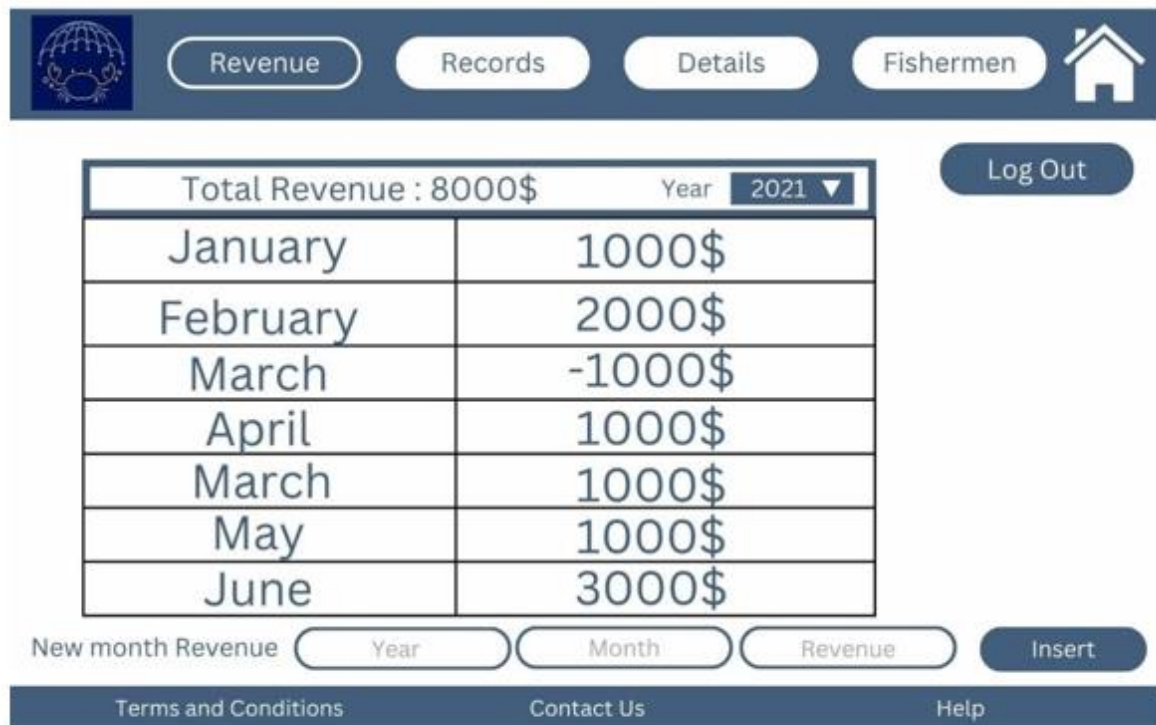 Revenue Records Details Fishermen
Log Out
Total Revenue : 8000$ Year 2021
January 1000$
February 2000$
March -1000$
April 1000$
March 1000$
May 1000$
June 3000$
New month Revenue Year Month Revenue Insert
Terms and Conditions Contact Us Help